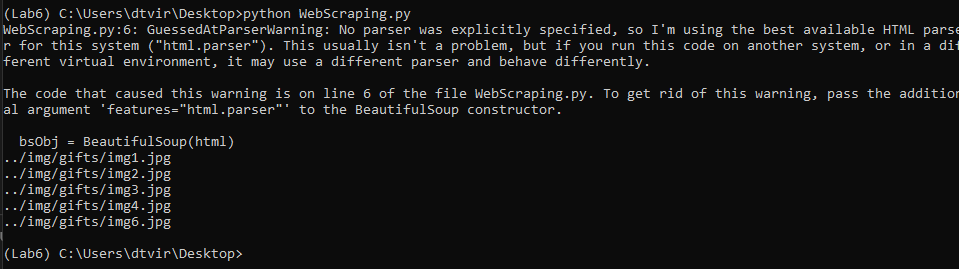 (Lab6) C:\Users\dtvir\Desktop>python WebScraping.py
WebScraping.py:6: GuessedAtParserWarning: No parser was explicitly specified, so I'm using the best available HTML parse
r for this system ("html.parser"). This usually isn't a problem, but if you run this code on another system, or in a dif
ferent virtual environment, it may use a different parser and behave differently.

The code that caused this warning is on line 6 of the file WebScraping.py. To get rid of this warning, pass the addition
al argument 'features="html.parser"' to the BeautifulSoup constructor.

  bsObj = BeautifulSoup(html)
../img/gifts/img1.jpg
../img/gifts/img2.jpg
../img/gifts/img3.jpg
../img/gifts/img4.jpg
../img/gifts/img6.jpg

(Lab6) C:\Users\dtvir\Desktop>